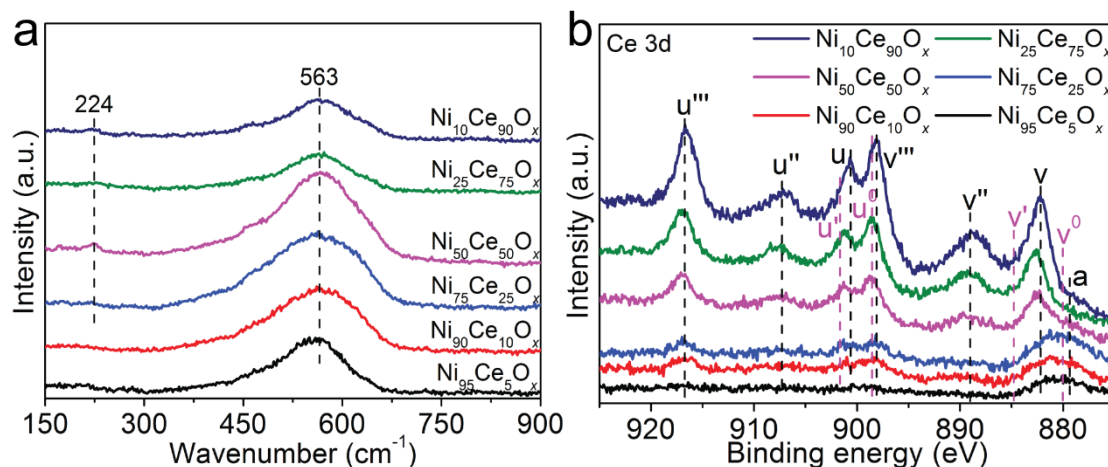 a
224
563
Ni₁₀Ce₉₀Oₓ
Ni₂₅Ce₇₅Oₓ
Ni₅₀Ce₅₀Oₓ
Ni₇₅Ce₂₅Oₓ
Ni₉₀Ce₁₀Oₓ
Ni₉₅Ce₅Oₓ
Intensity (a.u.)
150 300 450 600 750 900
Wavenumber (cm⁻¹)
b
Ce 3d
Ni₁₀Ce₉₀Oₓ Ni₂₅Ce₇₅Oₓ
Ni₅₀Ce₅₀Oₓ Ni₇₅Ce₂₅Oₓ
Ni₉₀Ce₁₀Oₓ Ni₉₅Ce₅Oₓ
u''' u'' u v''' v'' v
u' u⁰ v' v⁰
a
Intensity (a.u.)
920 910 900 890 880
Binding energy (eV)